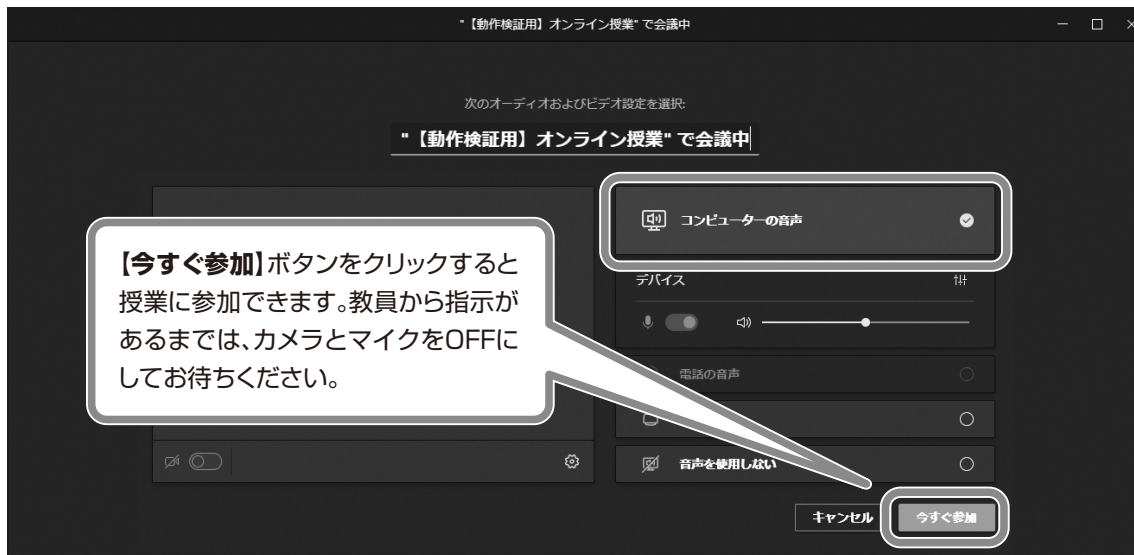 "【動作検証用】オンライン授業" で会議中
次のオーディオおよびビデオ設定を選択:
"【動作検証用】オンライン授業" で会議中
コンピューターの音声
【今すぐ参加】ボタンをクリックすると
授業に参加できます。教員から指示が
あるまでは、カメラとマイクをOFFに
してお待ちください。
デバイス
電話の音声
音声を使用しない
キャンセル
今すぐ参加